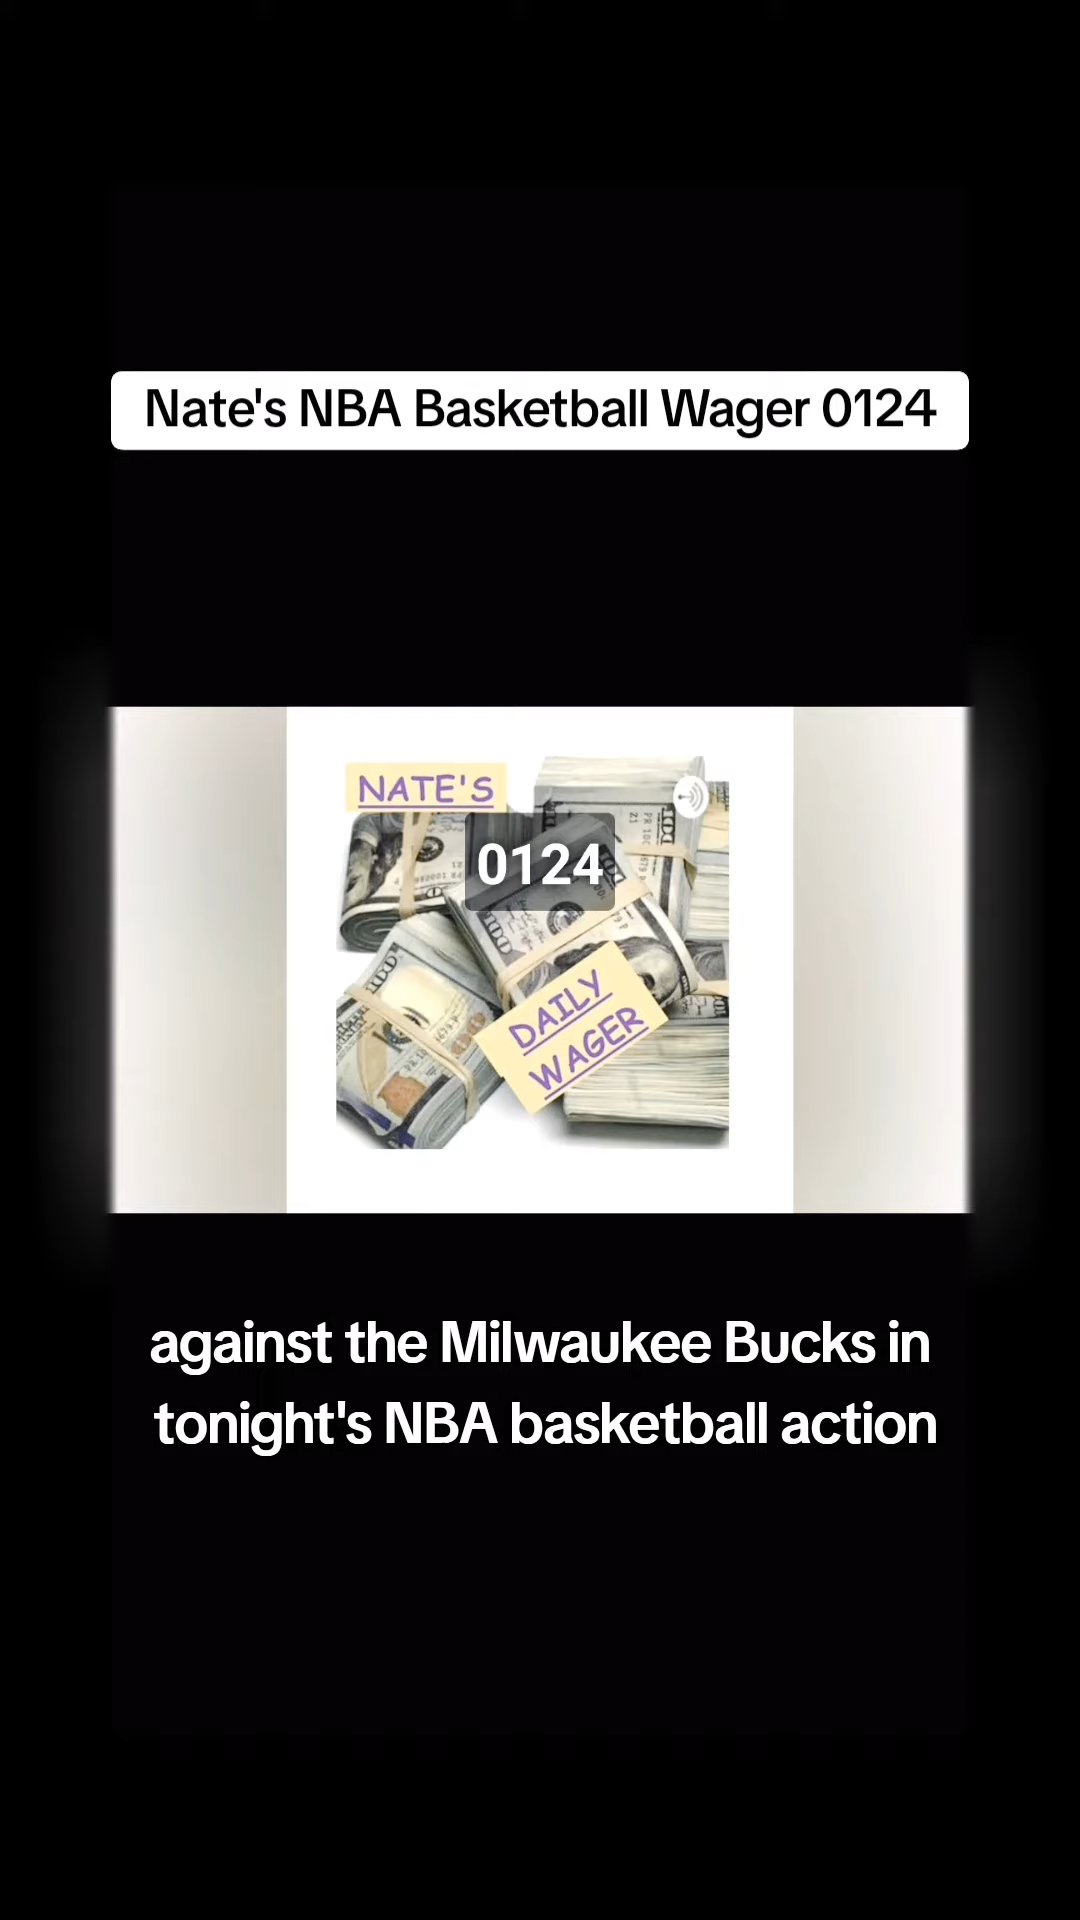 Nate's NBA Basketball Wager 0124
NATE'S
0124
DAILY
WAGER
against the Milwaukee Bucks in
tonight's NBA basketball action